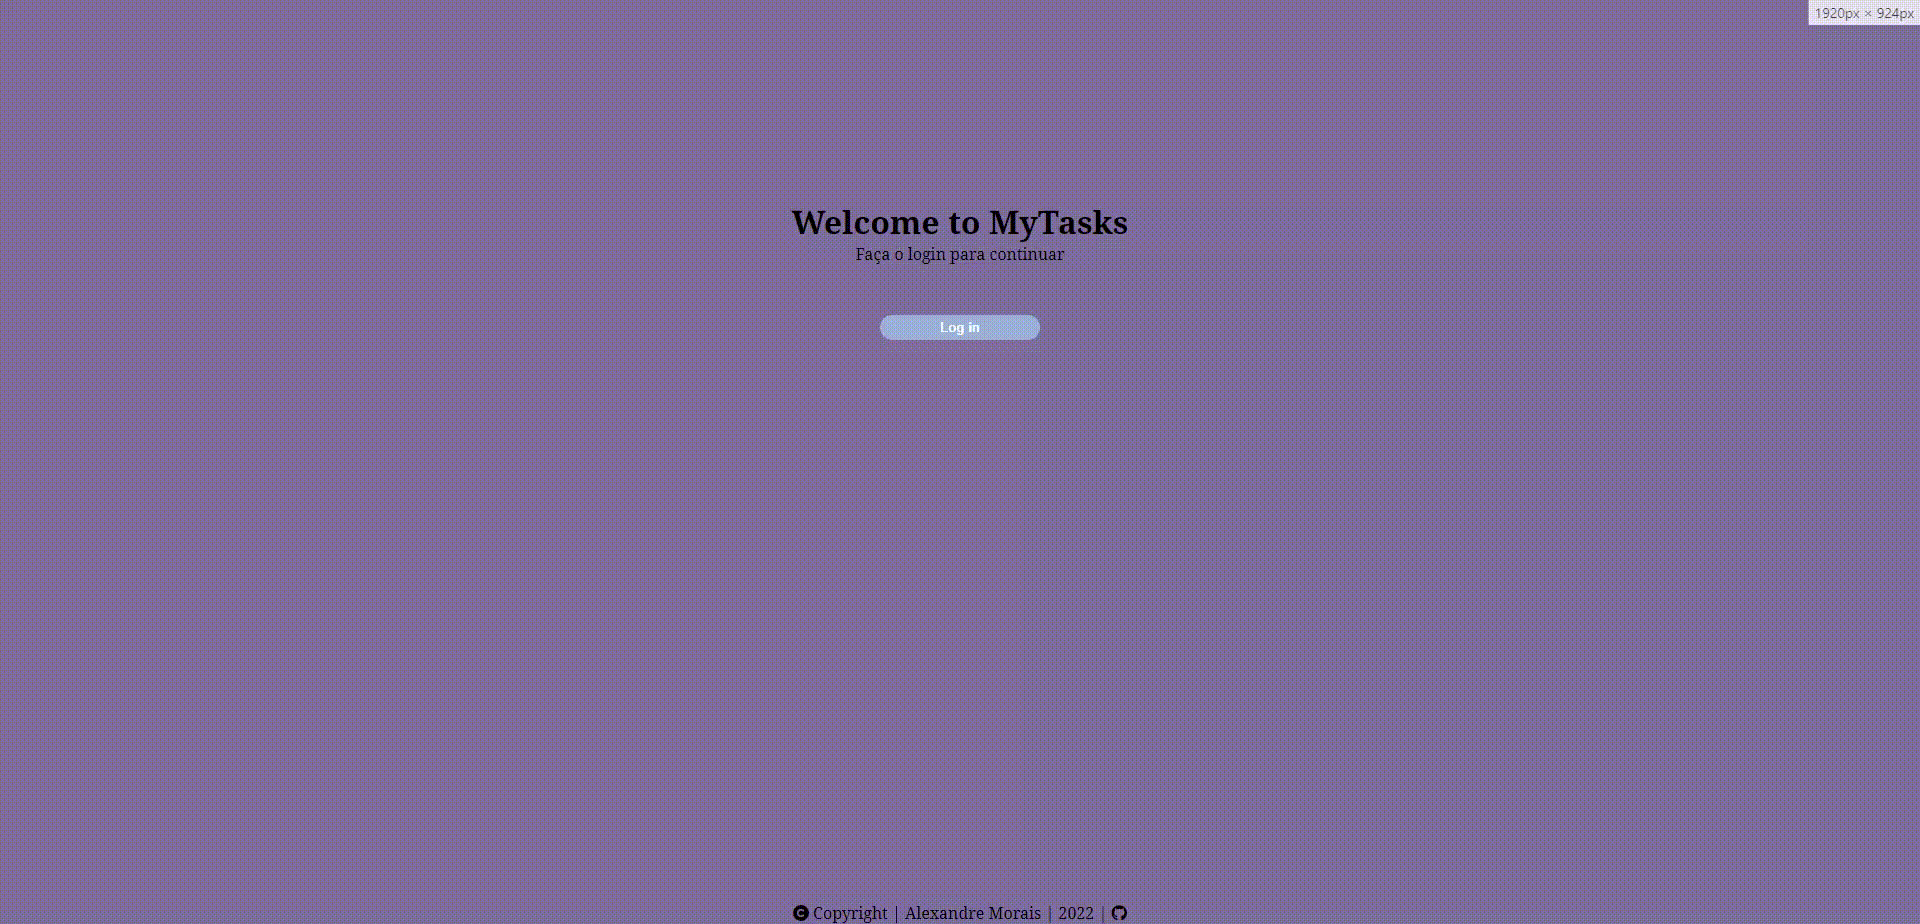 1920px × 924px
Welcome to MyTasks
Faça o login para continuar
Log in
Copyright | Alexandre Morais | 2022 |